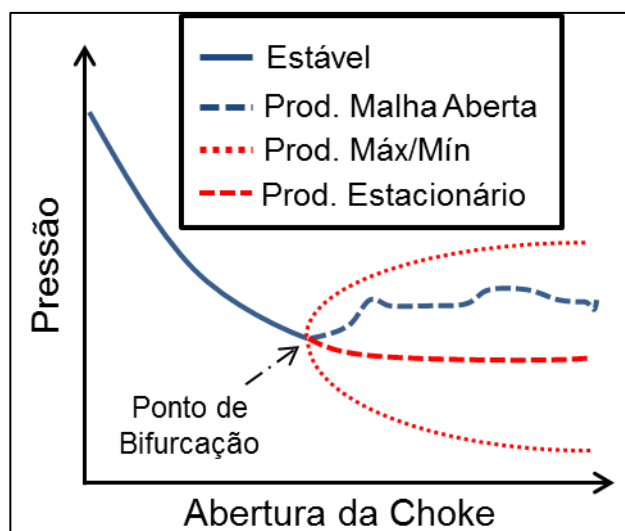 Estável
Prod. Malha Aberta
Prod. Máx/Mín
Prod. Estacionário
Pressão
Ponto de
Bifurcação
Abertura da Choke